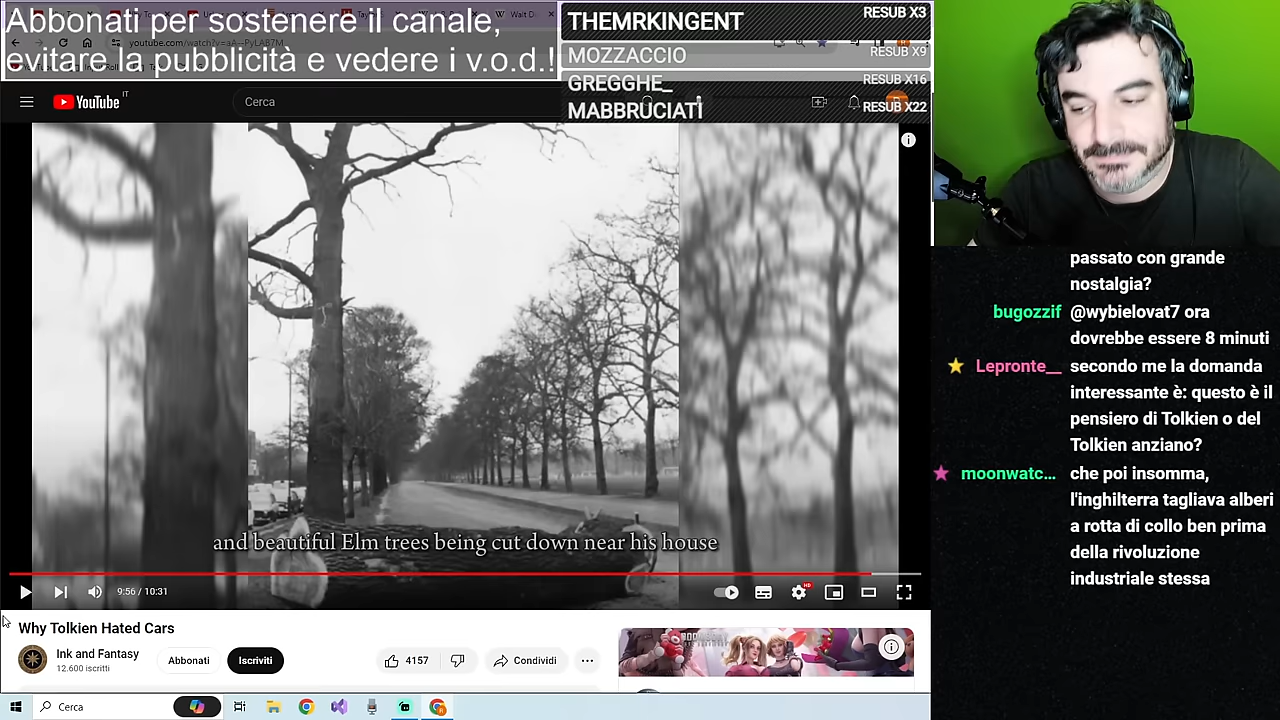 Abbonati per sostenere il canale,
evitare la pubblicità e vedere i v.o.d.!
THEMRKINGENT RESUB X3
MOZZACCIO RESUB X9
GREGGHE_ RESUB X16
MABBRUCIATI RESUB X22
YouTube IT
Cerca
and beautiful Elm trees being cut down near his house
9:56 / 10:31
HD
Why Tolkien Hated Cars
Ink and Fantasy
12.600 iscritti
Abbonati
Iscriviti
4157
Condividi
Cerca
passato con grande
nostalgia?
bugozzif @wybielovat7 ora
dovrebbe essere 8 minuti
Lepronte__ secondo me la domanda
interessante è: questo è il
pensiero di Tolkien o del
Tolkien anziano?
moonwatc... che poi insomma,
l'inghilterra tagliava alberi
a rotta di collo ben prima
della rivoluzione
industriale stessa